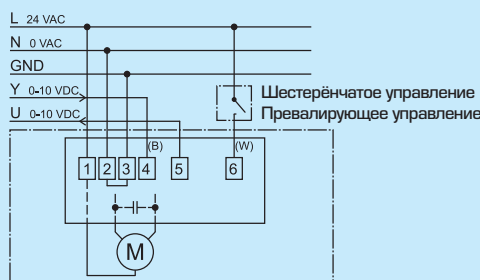 L 24 VAC
N 0 VAC
GND
Y 0-10 VDC
U 0-10 VDC
Шестерёнчатое управление
Превалирующее управление
(B) (W)
1 2 3 4 5 6
M